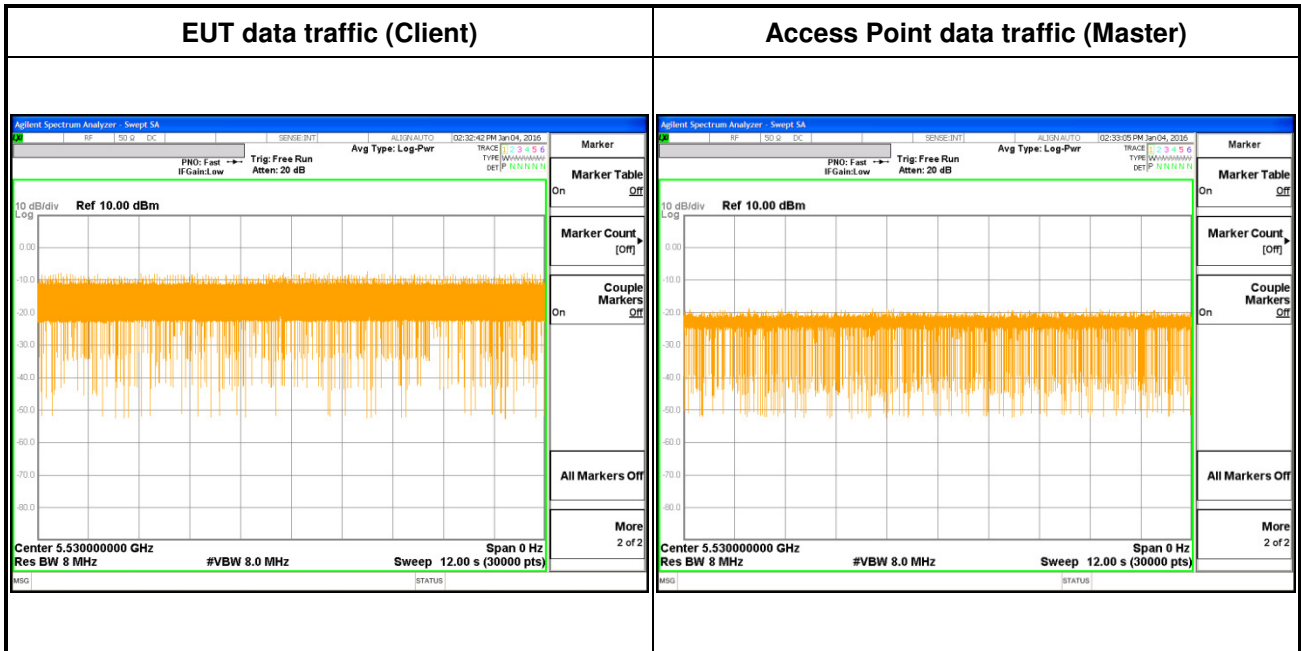 EUT data traffic (Client)
Agilent Spectrum Analyzer - Swept SA
RF 50 Ω DC SENSE:INT ALIGNAUTO 02:32:42 PM Jan 04, 2016
Avg Type: Log-Pwr TRACE 1 2 3 4 5 6
PNO: Fast Trig: Free Run TYPE
IFGain:Low Atten: 20 dB DET P N N N N N
10 dB/div Ref 10.00 dBm
Log
0.00
-10.0
-20.0
-30.0
-40.0
-50.0
-60.0
-70.0
-80.0
Center 5.530000000 GHz Span 0 Hz
Res BW 8 MHz #VBW 8.0 MHz Sweep 12.00 s (30000 pts)
MSG STATUS
Marker
Marker Table
On Off
Marker Count
[Off]
Couple
Markers
On Off
All Markers Off
More
2 of 2
Access Point data traffic (Master)
Agilent Spectrum Analyzer - Swept SA
RF 50 Ω DC SENSE:INT ALIGNAUTO 02:33:05 PM Jan 04, 2016
Avg Type: Log-Pwr TRACE 1 2 3 4 5 6
PNO: Fast Trig: Free Run TYPE
IFGain:Low Atten: 20 dB DET P N N N N N
10 dB/div Ref 10.00 dBm
Log
0.00
-10.0
-20.0
-30.0
-40.0
-50.0
-60.0
-70.0
-80.0
Center 5.530000000 GHz Span 0 Hz
Res BW 8 MHz #VBW 8.0 MHz Sweep 12.00 s (30000 pts)
MSG STATUS
Marker
Marker Table
On Off
Marker Count
[Off]
Couple
Markers
On Off
All Markers Off
More
2 of 2